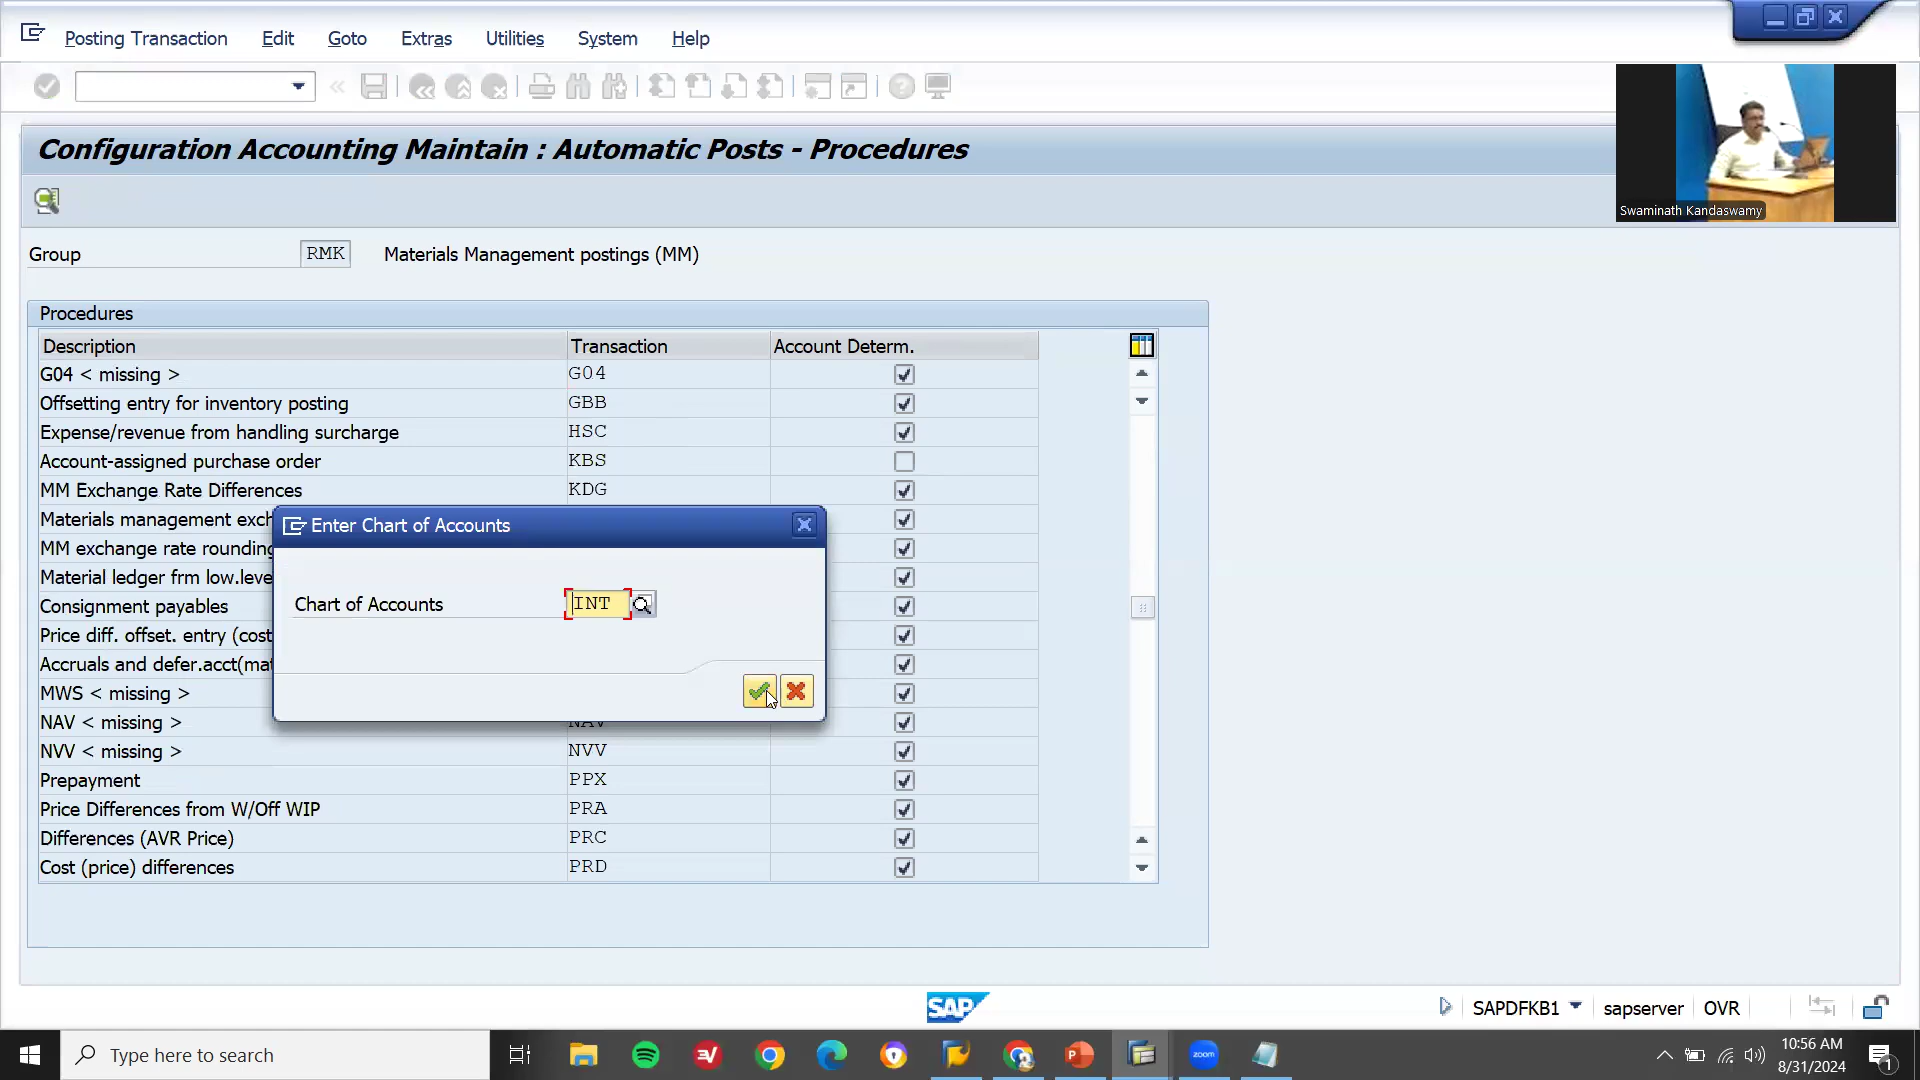 Posting Transaction Edit Goto Extras Utilities System Help
Configuration Accounting Maintain : Automatic Posts - Procedures
Swaminath Kandaswamy
Group RMK Materials Management postings (MM)
Procedures
Description Transaction Account Determ.
G04 < missing > G04
Offsetting entry for inventory posting GBB
Expense/revenue from handling surcharge HSC
Account-assigned purchase order KBS
MM Exchange Rate Differences KDG
Materials management exch
MM exchange rate rounding
Material ledger frm low.leve
Consignment payables
Price diff. offset. entry (cost
Accruals and defer.acct(mat
MWS < missing >
NAV < missing > NAV
NVV < missing > NVV
Prepayment PPX
Price Differences from W/Off WIP PRA
Differences (AVR Price) PRC
Cost (price) differences PRD
Enter Chart of Accounts
Chart of Accounts INT
SAP
SAPDFKB1 sapserver OVR
Type here to search
zoom
10:56 AM
8/31/2024
1